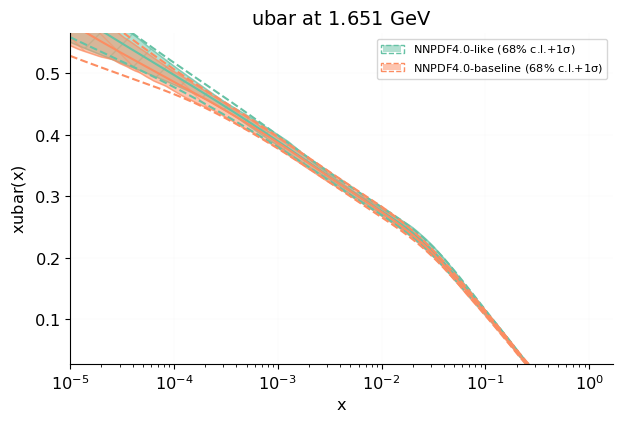 ubar at 1.651 GeV
NNPDF4.0-like (68% c.l.+1σ)
NNPDF4.0-baseline (68% c.l.+1σ)
xubar(x)
0.5
0.4
0.3
0.2
0.1
10⁻⁵ 10⁻⁴ 10⁻³ 10⁻² 10⁻¹ 10⁰
x